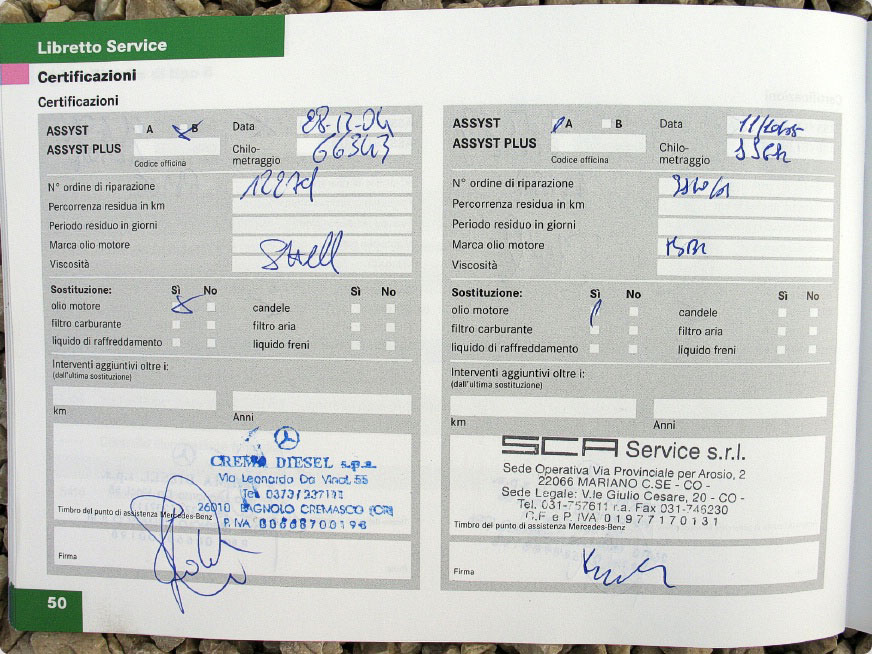 Libretto Service
Certificazioni
Certificazioni
ASSYST A B Data 28-12-04
ASSYST PLUS Chilo-
metraggio 66343
Codice officina
N° ordine di riparazione
Percorrenza residua in km
Periodo residuo in giorni
Marca olio motore Shell
Viscosità
Sostituzione: Sì No Sì No
olio motore candele
filtro carburante filtro aria
liquido di raffreddamento liquido freni
Interventi aggiuntivi oltre i:
(dall'ultima sostituzione)
km Anni
CREMA DIESEL s.p.a.
Via Leonardo Da Vinci 55
Tel. 0373/237111
26010 BAGNOLO CREMASCO (CR)
Timbro del punto di assistenza Mercedes-Benz
P. IVA
Firma
50
ASSYST A B Data
ASSYST PLUS Chilo-
metraggio
Codice officina
N° ordine di riparazione
Percorrenza residua in km
Periodo residuo in giorni
Marca olio motore
Viscosità
Sostituzione: Sì No Sì No
olio motore candele
filtro carburante filtro aria
liquido di raffreddamento liquido freni
Interventi aggiuntivi oltre i:
(dall'ultima sostituzione)
km Anni
SCA Service s.r.l.
Sede Operativa Via Provinciale per Arosio, 2
22066 MARIANO C.SE - CO -
Sede Legale: V.le Giulio Cesare, 20 - CO -
Tel. 031-757611 r.a. Fax 031-746230
C.F. e P. IVA 01977170131
Timbro del punto di assistenza Mercedes-Benz
Firma